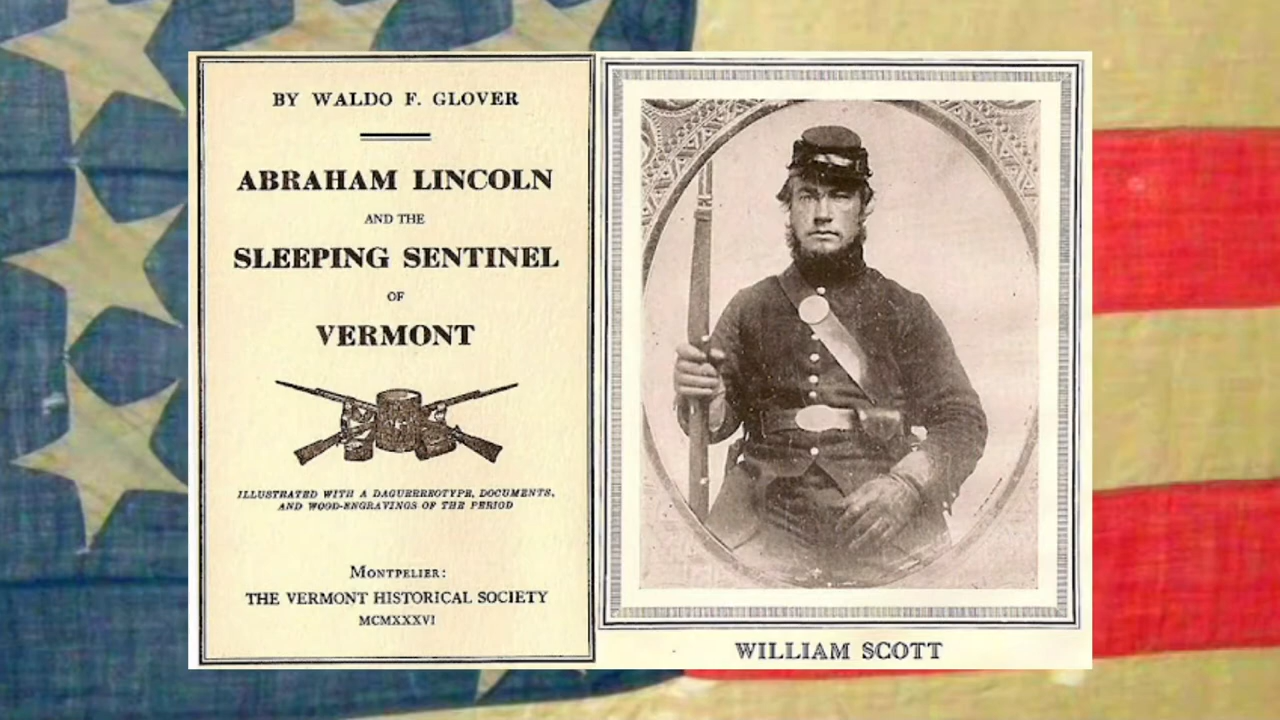 BY WALDO F. GLOVER
ABRAHAM LINCOLN
AND THE
SLEEPING SENTINEL
OF
VERMONT
ILLUSTRATED WITH A DAGUERREOTYPE, DOCUMENTS,
AND WOOD-ENGRAVINGS OF THE PERIOD
MONTPELIER:
THE VERMONT HISTORICAL SOCIETY
MCMXXXVI
WILLIAM SCOTT